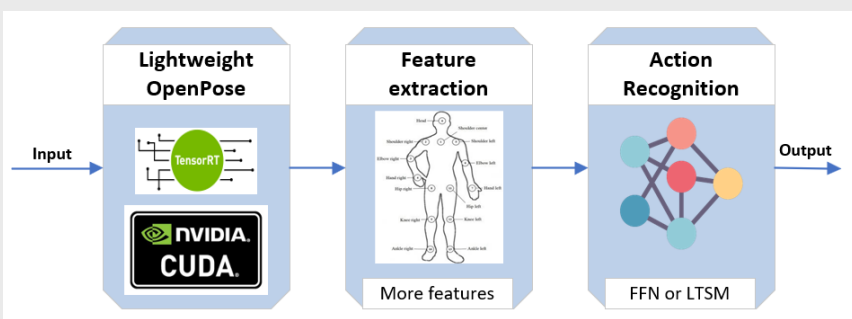 Lightweight
OpenPose
Feature
extraction
Action
Recognition
Input
TensorRT
NVIDIA.
CUDA
Head
Shoulder center
Shoulder right
Shoulder left
Elbow right
Elbow left
Hand right
Hip right
Hand left
Hip left
Knee right
Knee left
Ankle right
Ankle left
More features
FFN or LTSM
Output